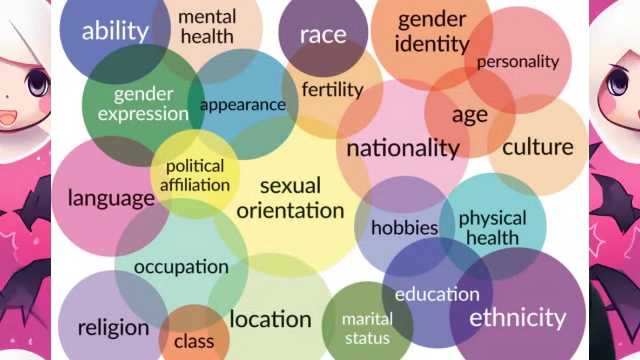 ability
mental
health
race
gender
identity
personality
gender
expression
appearance
fertility
age
nationality
culture
political
affiliation
language
sexual
orientation
hobbies
physical
health
occupation
education
religion
class
location
marital
status
ethnicity